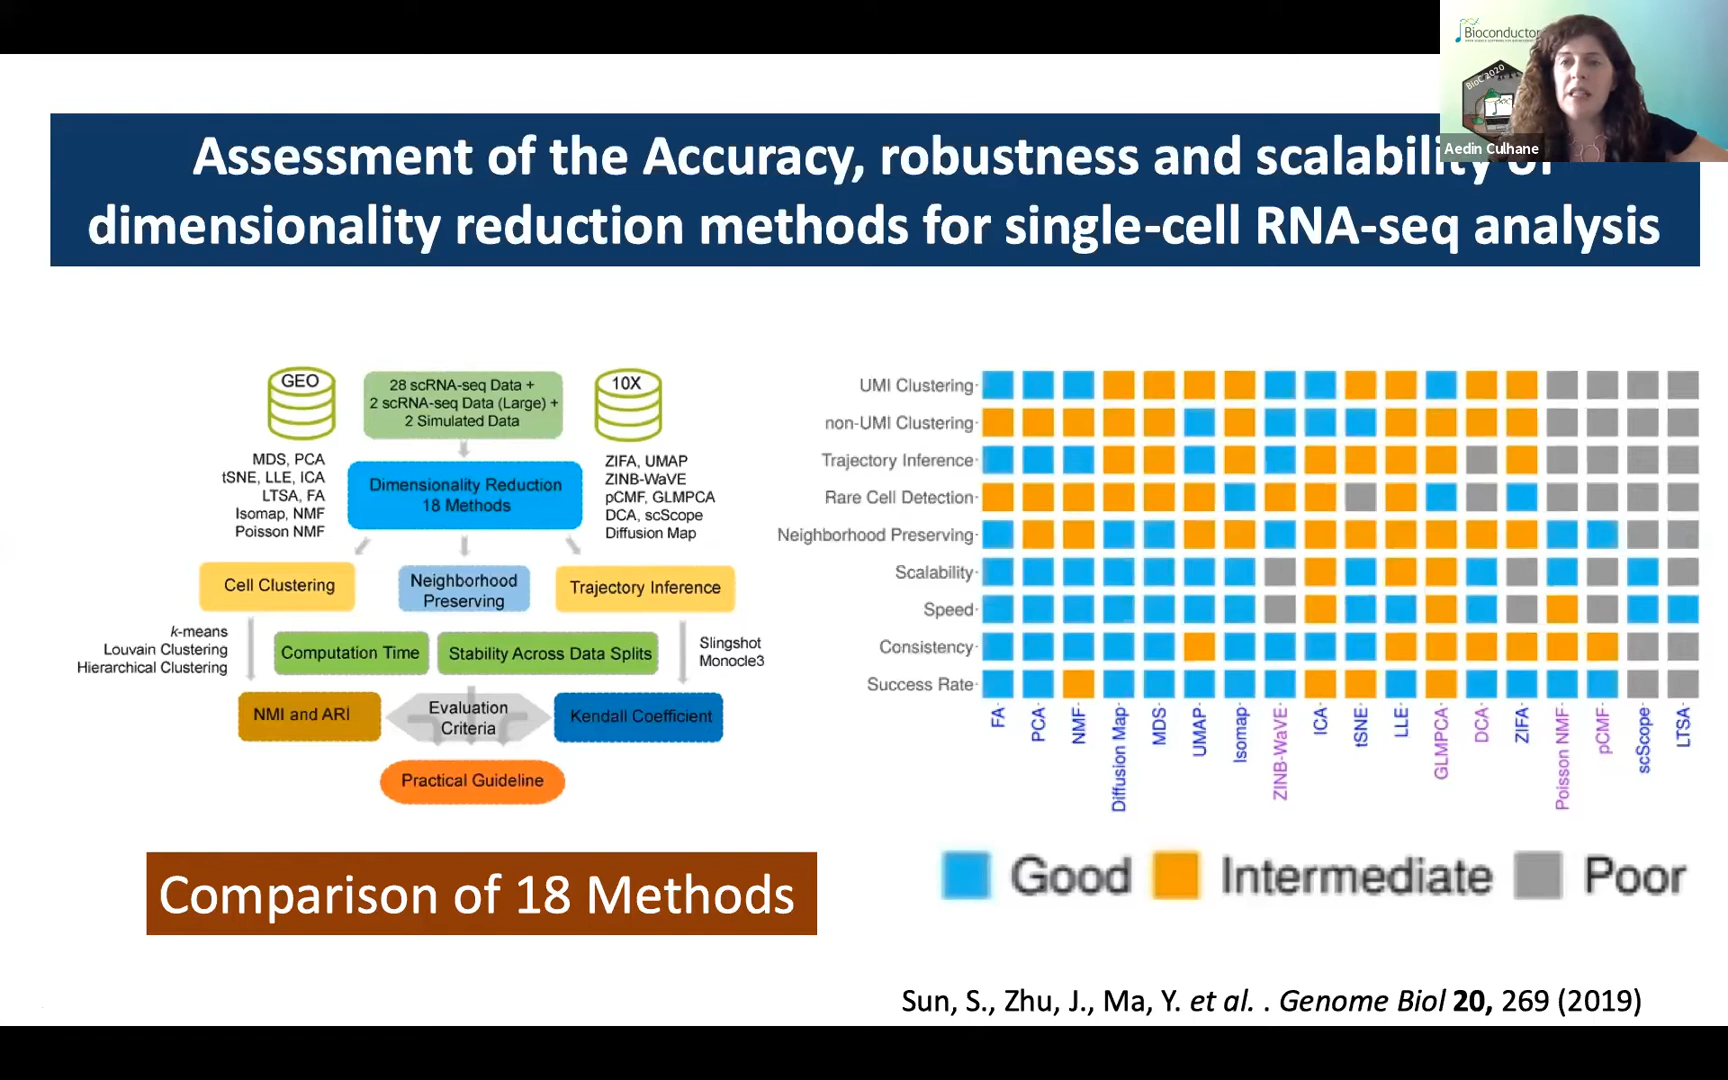 Bioconductor
BioC 2020
Aedin Culhane
Assessment of the Accuracy, robustness and scalability of
dimensionality reduction methods for single-cell RNA-seq analysis
GEO
28 scRNA-seq Data +
2 scRNA-seq Data (Large) +
2 Simulated Data
10X
MDS, PCA
tSNE, LLE, ICA
LTSA, FA
Isomap, NMF
Poisson NMF
Dimensionality Reduction
18 Methods
ZIFA, UMAP
ZINB-WaVE
pCMF, GLMPCA
DCA, scScope
Diffusion Map
Cell Clustering
Neighborhood
Preserving
Trajectory Inference
k-means
Louvain Clustering
Hierarchical Clustering
Computation Time
Stability Across Data Splits
Slingshot
Monocle3
NMI and ARI
Evaluation
Criteria
Kendall Coefficient
Practical Guideline
Comparison of 18 Methods
UMI Clustering
non-UMI Clustering
Trajectory Inference
Rare Cell Detection
Neighborhood Preserving
Scalability
Speed
Consistency
Success Rate
FA
PCA
NMF
Diffusion Map
MDS
UMAP
Isomap
ZINB-WaVE
ICA
tSNE
LLE
GLMPCA
DCA
ZIFA
Poisson NMF
pCMF
scScope
LTSA
Good
Intermediate
Poor
Sun, S., Zhu, J., Ma, Y. et al. . Genome Biol 20, 269 (2019)